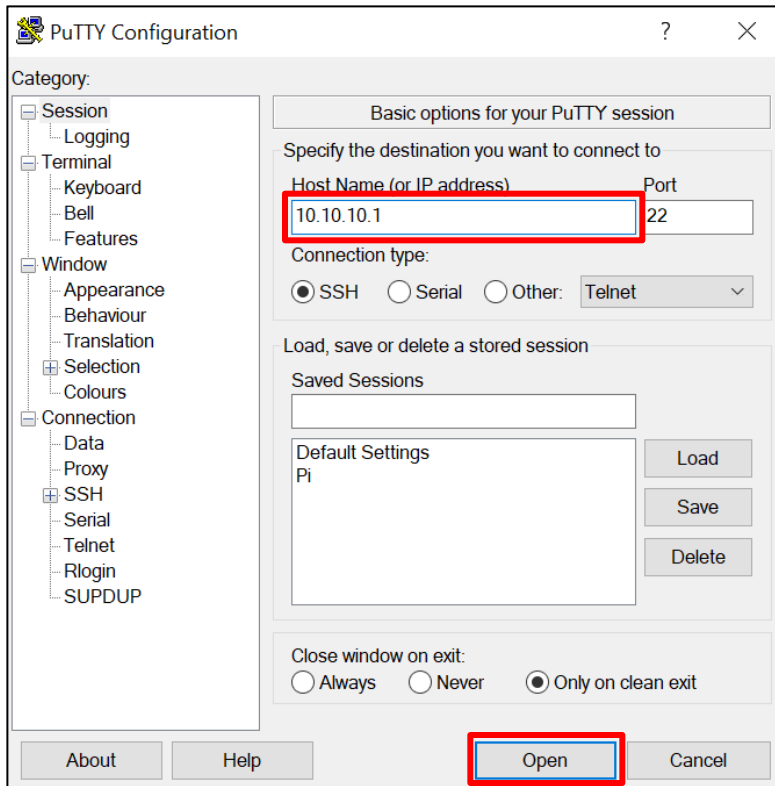 PuTTY Configuration
?
Category:
Session
Logging
Terminal
Keyboard
Bell
Features
Window
Appearance
Behaviour
Translation
Selection
Colours
Connection
Data
Proxy
SSH
Serial
Telnet
Rlogin
SUPDUP
Basic options for your PuTTY session
Specify the destination you want to connect to
Host Name (or IP address) Port
10.10.10.1 22
Connection type:
SSH Serial Other: Telnet
Load, save or delete a stored session
Saved Sessions
Default Settings
Pi
Load
Save
Delete
Close window on exit:
Always Never Only on clean exit
About Help Open Cancel